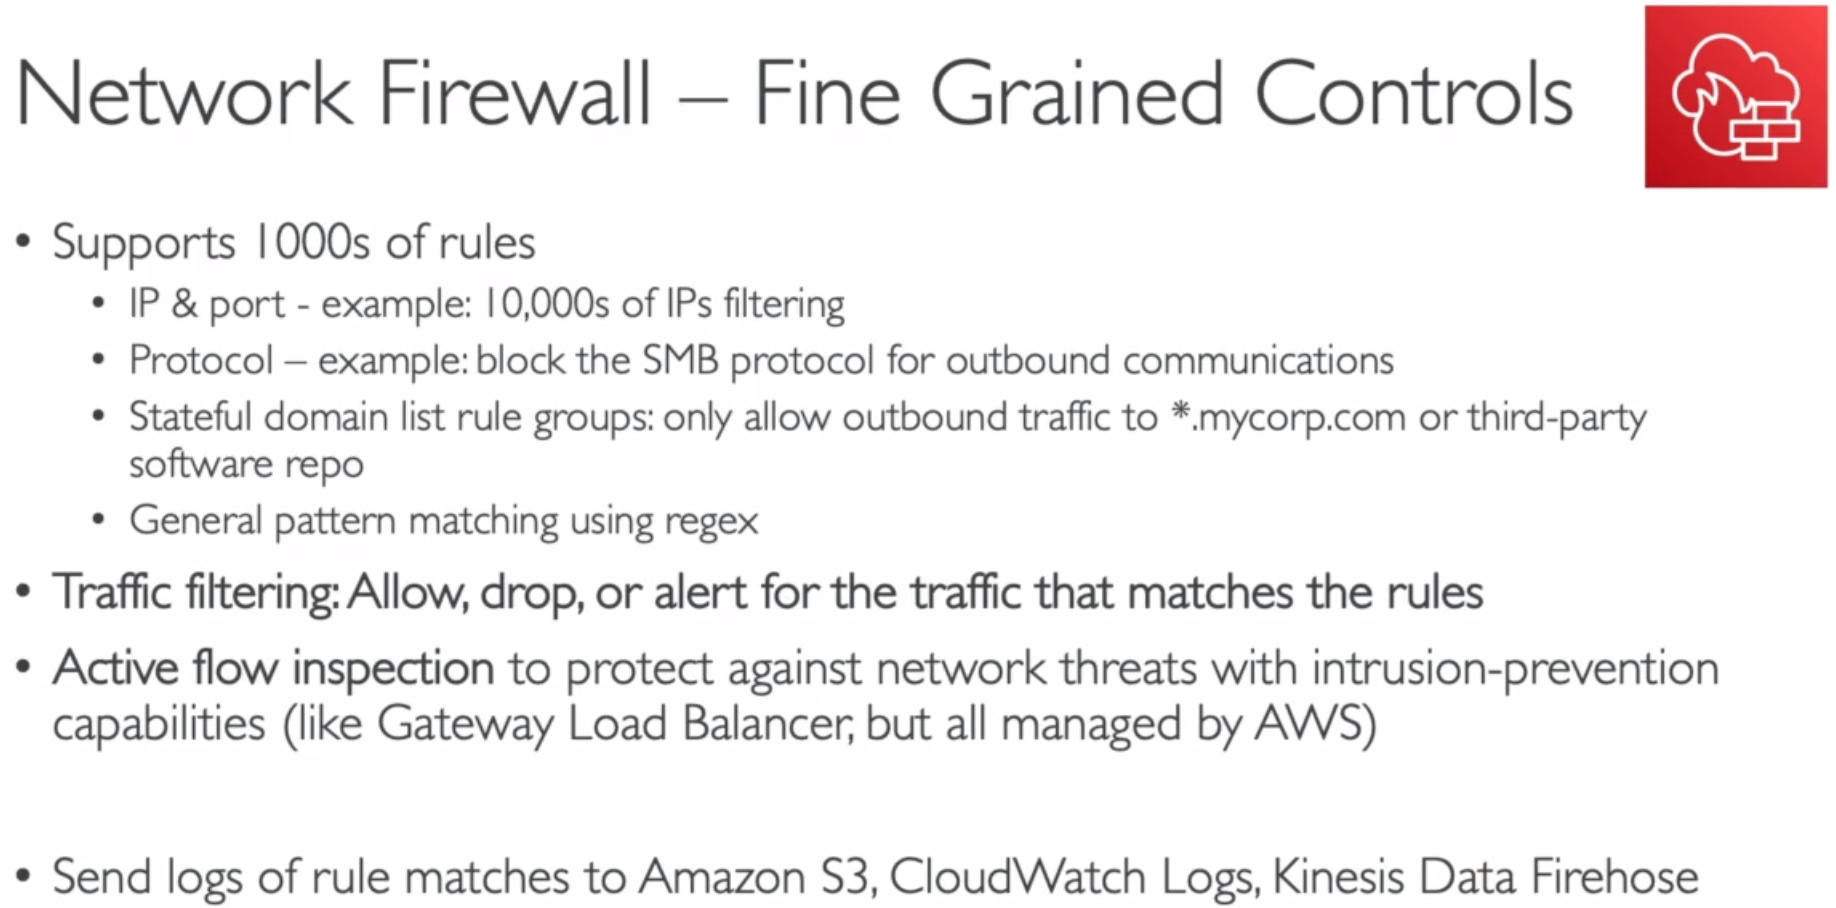 Network Firewall – Fine Grained Controls
• Supports 1000s of rules
• IP & port - example: 10,000s of IPs filtering
• Protocol – example: block the SMB protocol for outbound communications
• Stateful domain list rule groups: only allow outbound traffic to *.mycorp.com or third-party
software repo
• General pattern matching using regex
• Traffic filtering: Allow, drop, or alert for the traffic that matches the rules
• Active flow inspection to protect against network threats with intrusion-prevention
capabilities (like Gateway Load Balancer, but all managed by AWS)
• Send logs of rule matches to Amazon S3, CloudWatch Logs, Kinesis Data Firehose